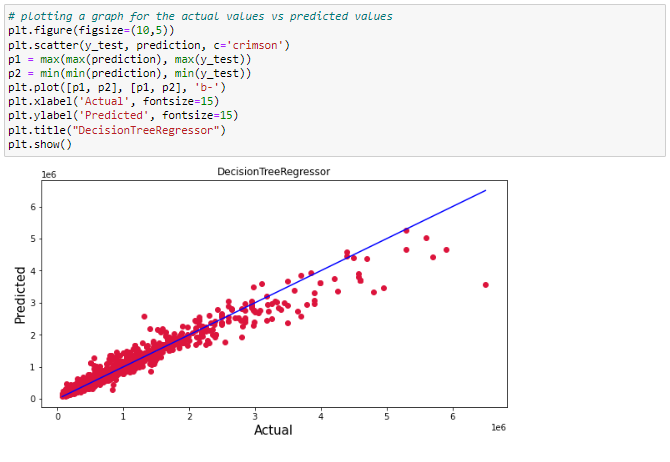 # plotting a graph for the actual values vs predicted values
plt.figure(figsize=(10,5))
plt.scatter(y_test, prediction, c='crimson')
p1 = max(max(prediction), max(y_test))
p2 = min(min(prediction), min(y_test))
plt.plot([p1, p2], [p1, p2], 'b-')
plt.xlabel('Actual', fontsize=15)
plt.ylabel('Predicted', fontsize=15)
plt.title("DecisionTreeRegressor")
plt.show()
DecisionTreeRegressor
1e6
6
5
4
3
2
1
0
Predicted
0 1 2 3 4 5 6
1e6
Actual